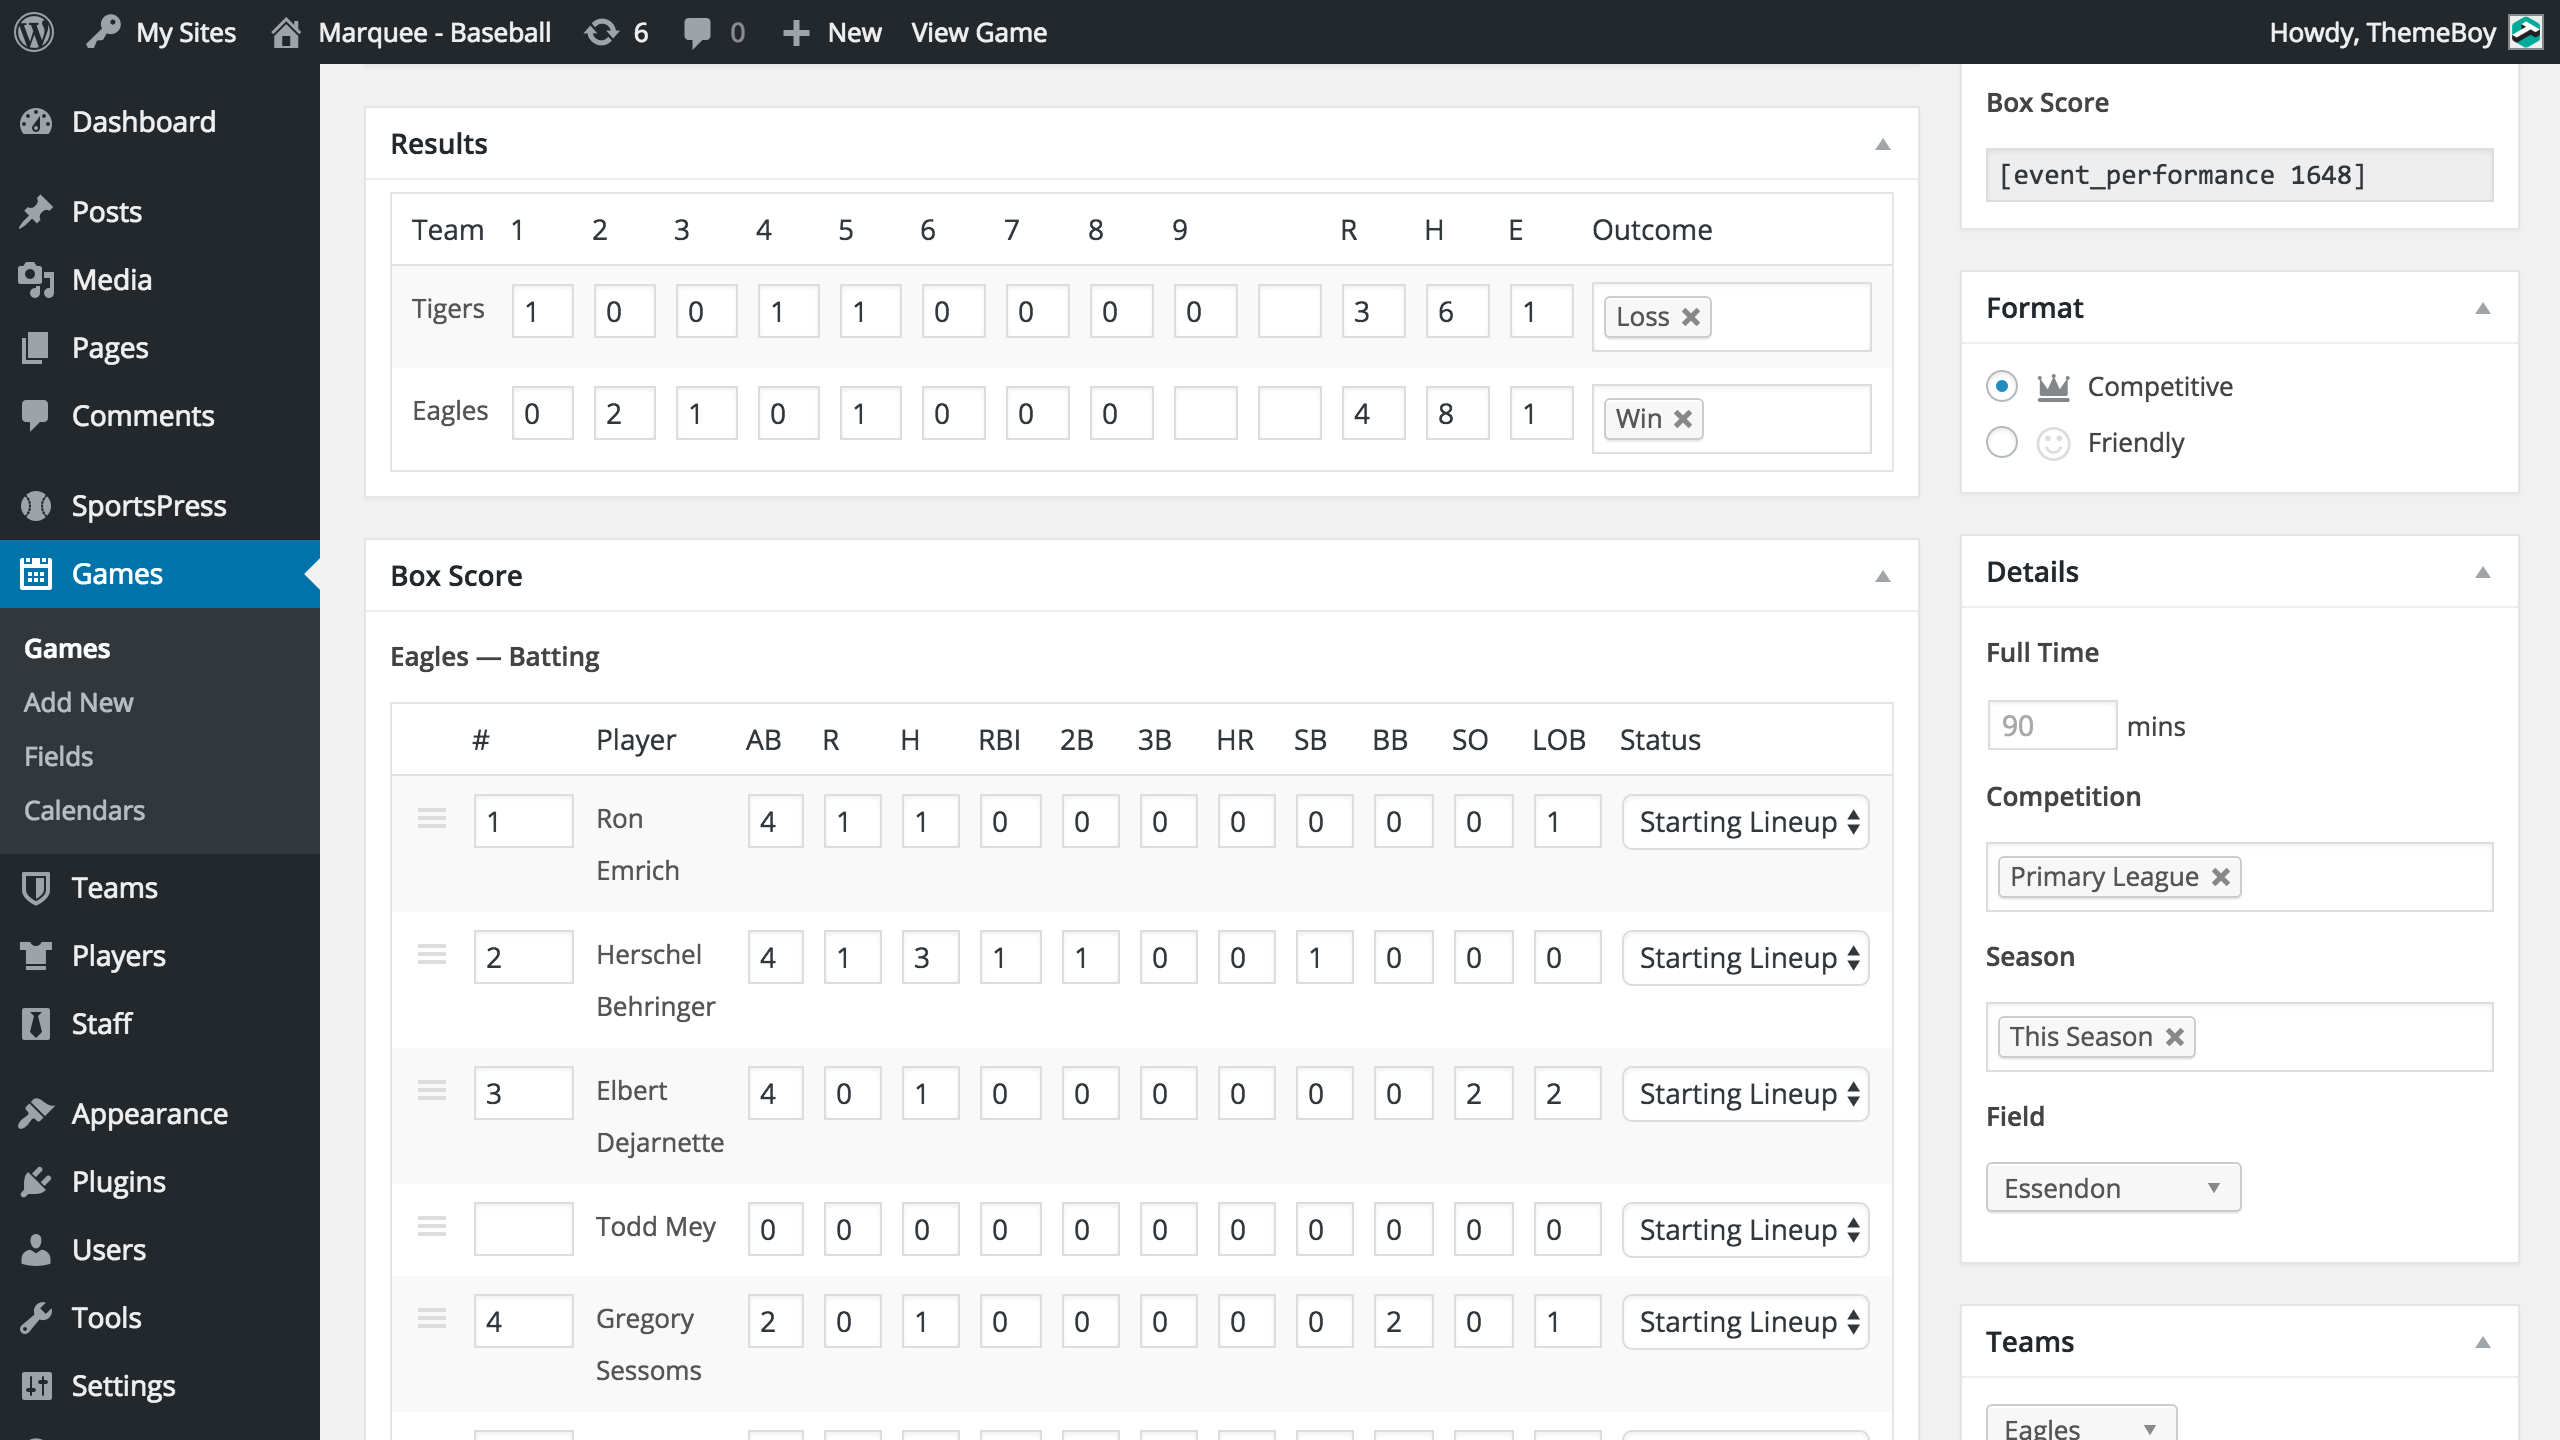 My Sites Marquee - Baseball 6 0 New View Game Howdy, ThemeBoy
Dashboard
Posts
Media
Pages
Comments
SportsPress
Games
Games
Add New
Fields
Calendars
Teams
Players
Staff
Appearance
Plugins
Users
Tools
Settings
Results
Team 1 2 3 4 5 6 7 8 9 R H E Outcome
Tigers 1 0 0 1 1 0 0 0 0 3 6 1 Loss
Eagles 0 2 1 0 1 0 0 0 4 8 1 Win
Box Score
Eagles — Batting
# Player AB R H RBI 2B 3B HR SB BB SO LOB Status
1 Ron 4 1 1 0 0 0 0 0 0 0 1 Starting Lineup
Emrich
2 Herschel 4 1 3 1 1 0 0 1 0 0 0 Starting Lineup
Behringer
3 Elbert 4 0 1 0 0 0 0 0 0 2 2 Starting Lineup
Dejarnette
Todd Mey 0 0 0 0 0 0 0 0 0 0 0 Starting Lineup
4 Gregory 2 0 1 0 0 0 0 0 2 0 1 Starting Lineup
Sessoms
Box Score
[event_performance 1648]
Format
Competitive
Friendly
Details
Full Time
90 mins
Competition
Primary League
Season
This Season
Field
Essendon
Teams
Eagles